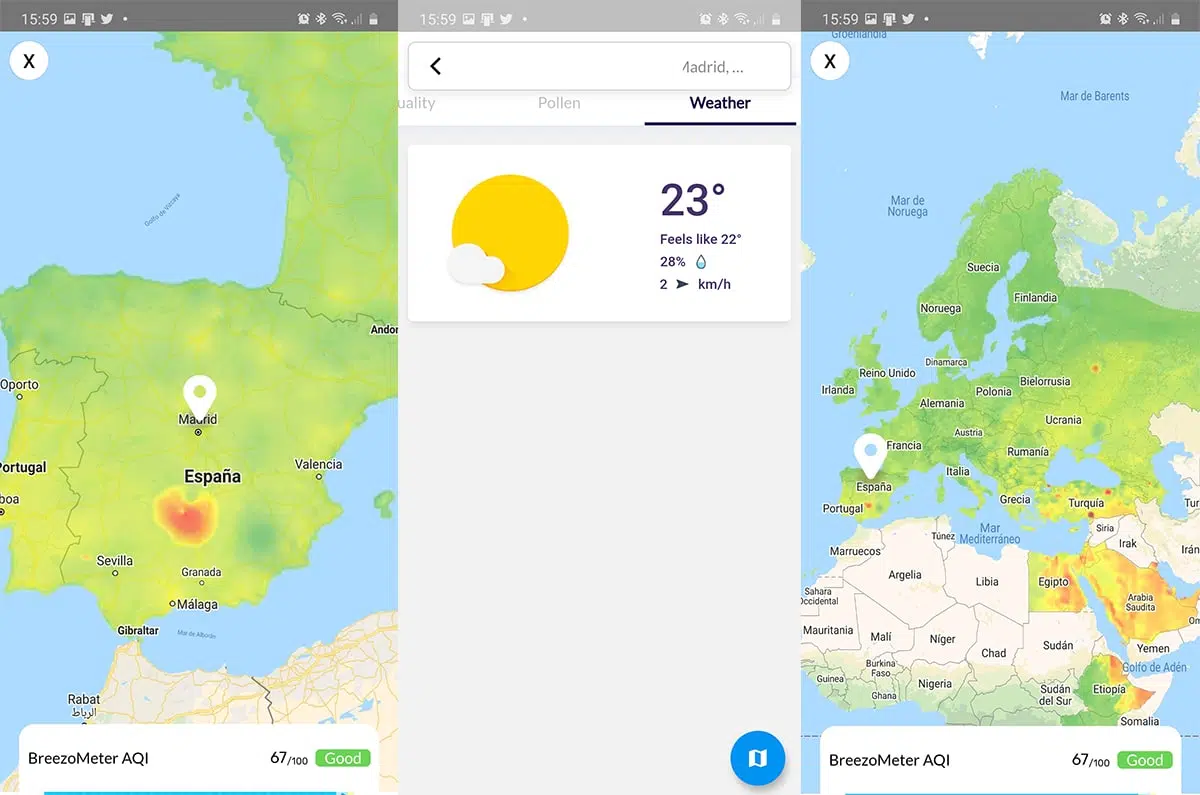 15:59
X
Golfo de Vizcaya
Andor
Oporto
Madrid
Portugal
España
Valencia
boa
Sevilla
Granada
Málaga
Gibraltar
Mar de Alborán
Rabat
الرباط
BreezoMeter AQI 67/100 Good
15:59
Madrid, ...
uality Pollen Weather
23°
Feels like 22°
28%
2 km/h
15:59
Groenlandia
X
Mar de Barents
Mar de
Noruega
Suecia
Finlandia
Noruega
Dinamarca
Reino Unido
Irlanda
Bielorrusia
Polonia
Alemania
Ucrania
Austria
Francia
Rumanía
Italia
España
Grecia
Turquía
Portugal
Tur
Siria
Mar
Mediterráneo
Túnez
Marruecos
Irak
Irán
Argelia
Libia
Egipto
Sahara
Occidental
Arabia
Saudita
Om
Mauritania
Malí
Níger
Chad
Sudán
Yemen
Golfo de Adén
Burkina
Faso
Guinea
Ghana
Nigeria
Sudán
del Sur
Etiopía
Somalia
BreezoMeter AQI 67/100 Good